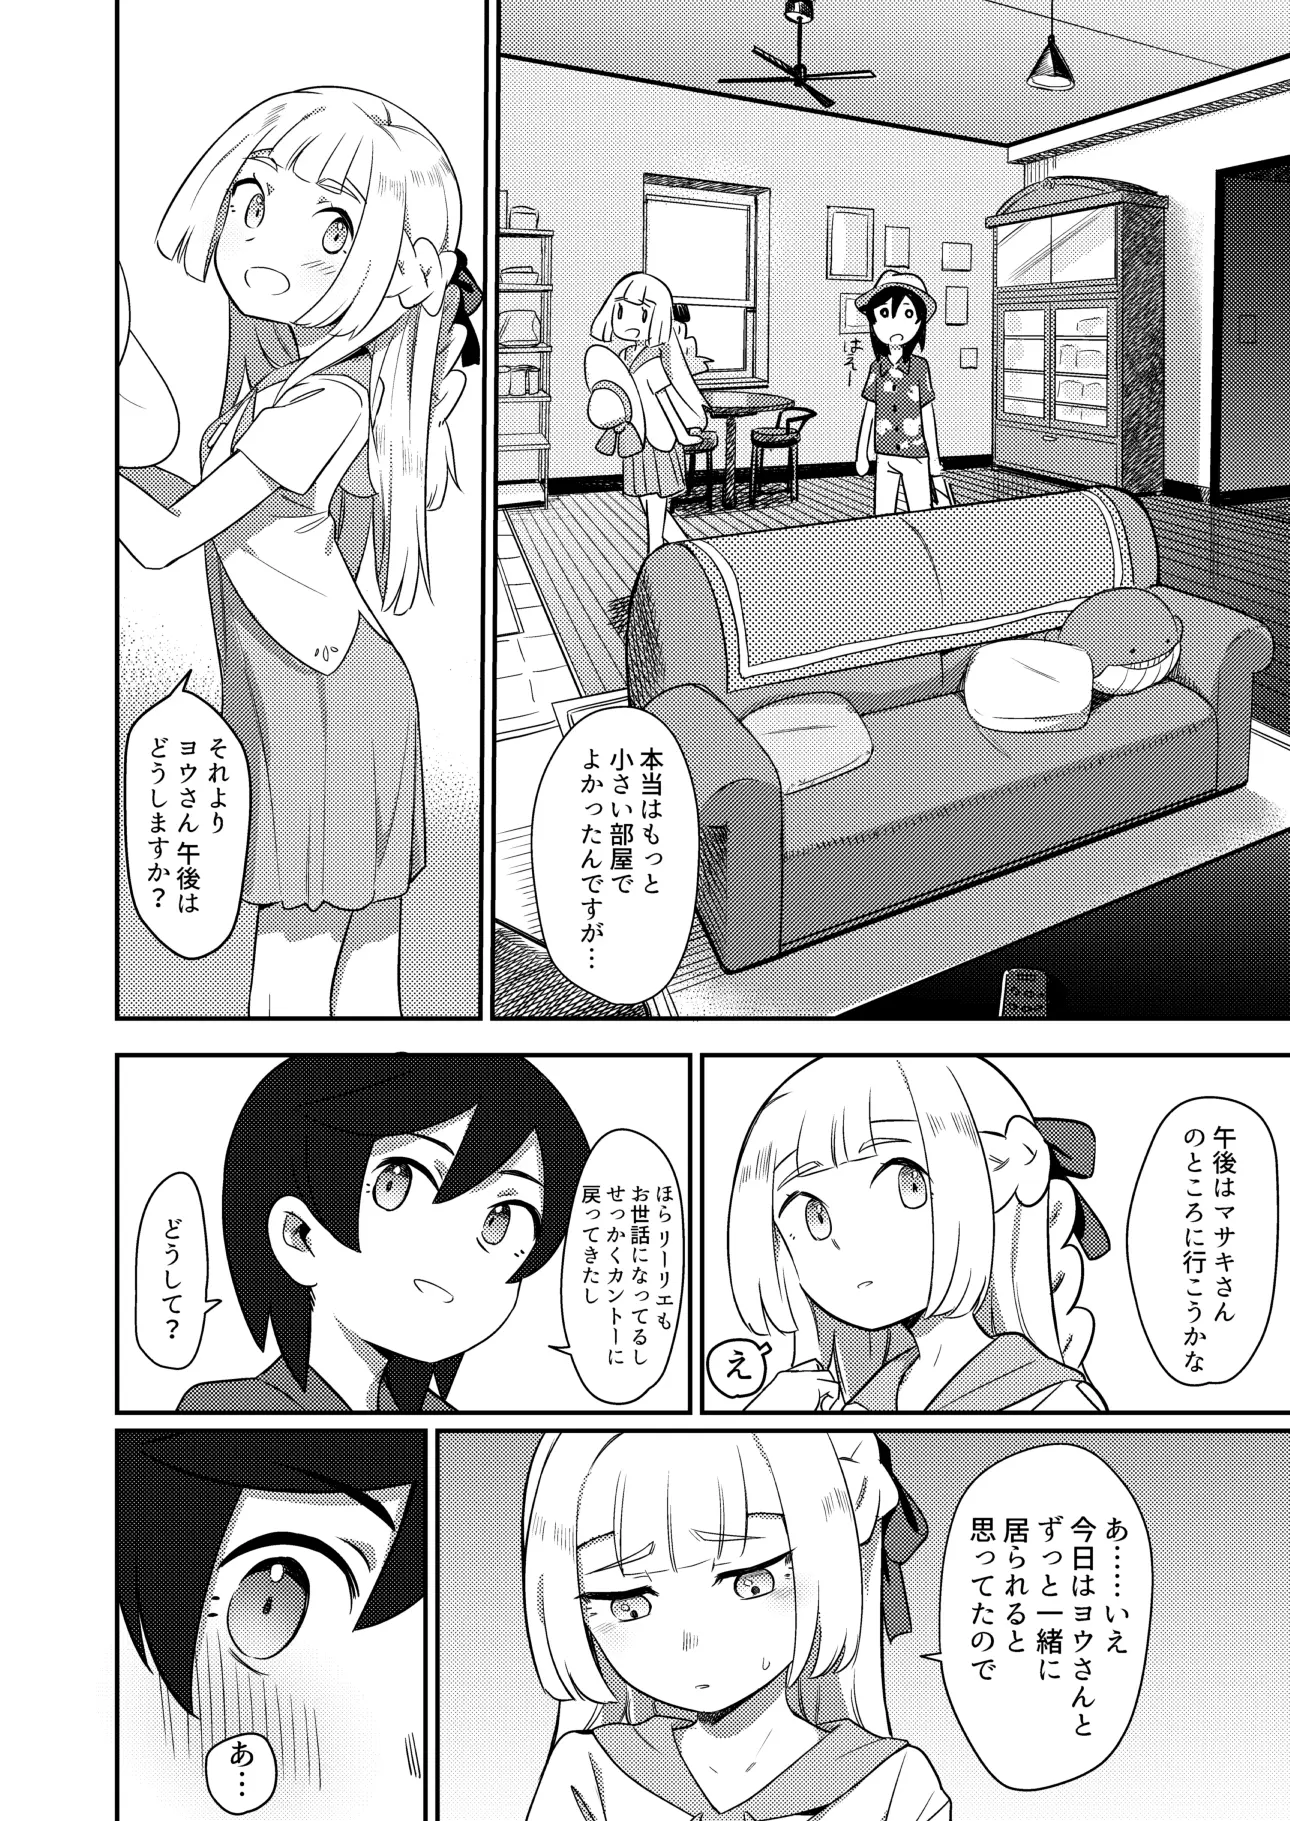 はえー
本当はもっと
小さい部屋で
よかったんですが…
それより
ヨウさん 午後は
どうしますか？
午後はマサキさん
のところに行こうかな
え
ほらリーリエも
お世話になってるし
せっかくカントーに
戻ってきたし
どうして？
あ……いえ
今日はヨウさんと
ずっと一緒に
居られると
思ってたので
あ…